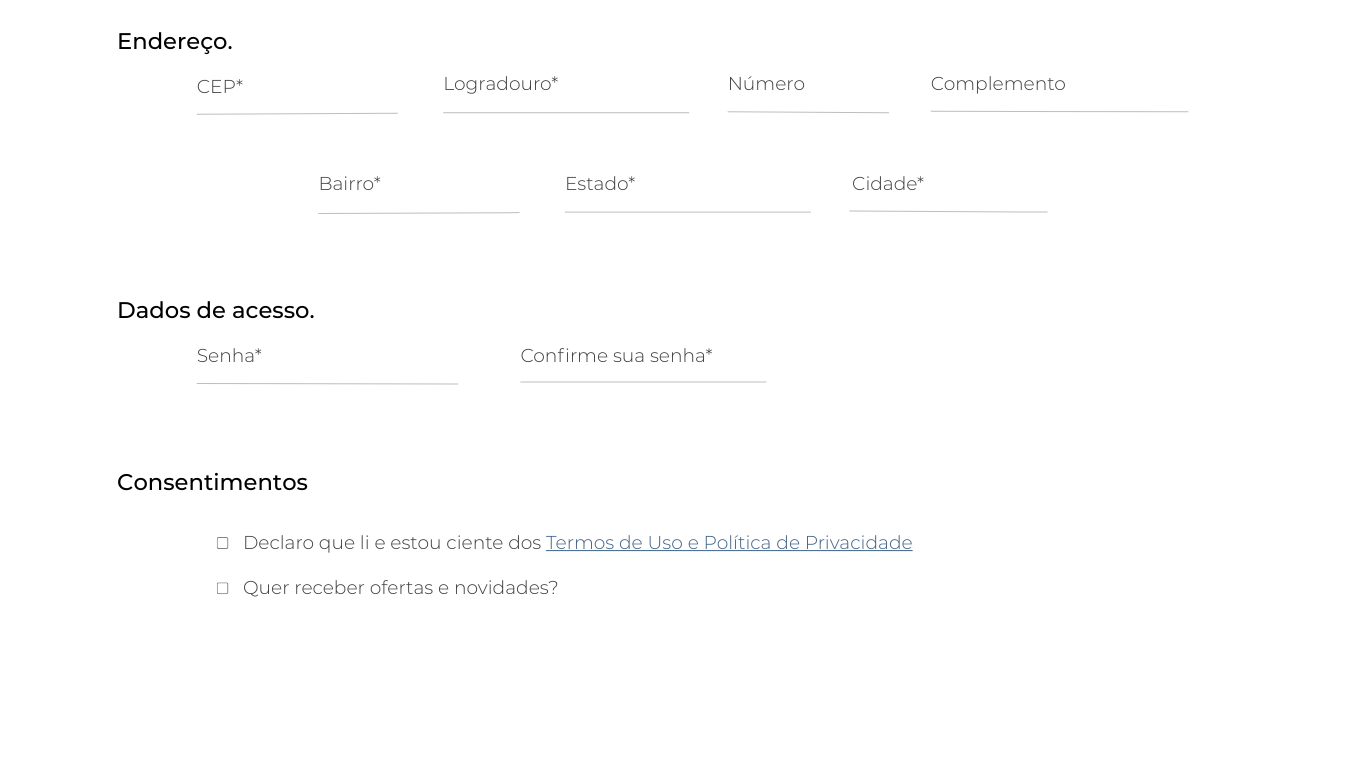 Endereço.
CEP* Logradouro* Número Complemento
Bairro* Estado* Cidade*
Dados de acesso.
Senha* Confirme sua senha*
Consentimentos
☐ Declaro que li e estou ciente dos Termos de Uso e Política de Privacidade
☐ Quer receber ofertas e novidades?